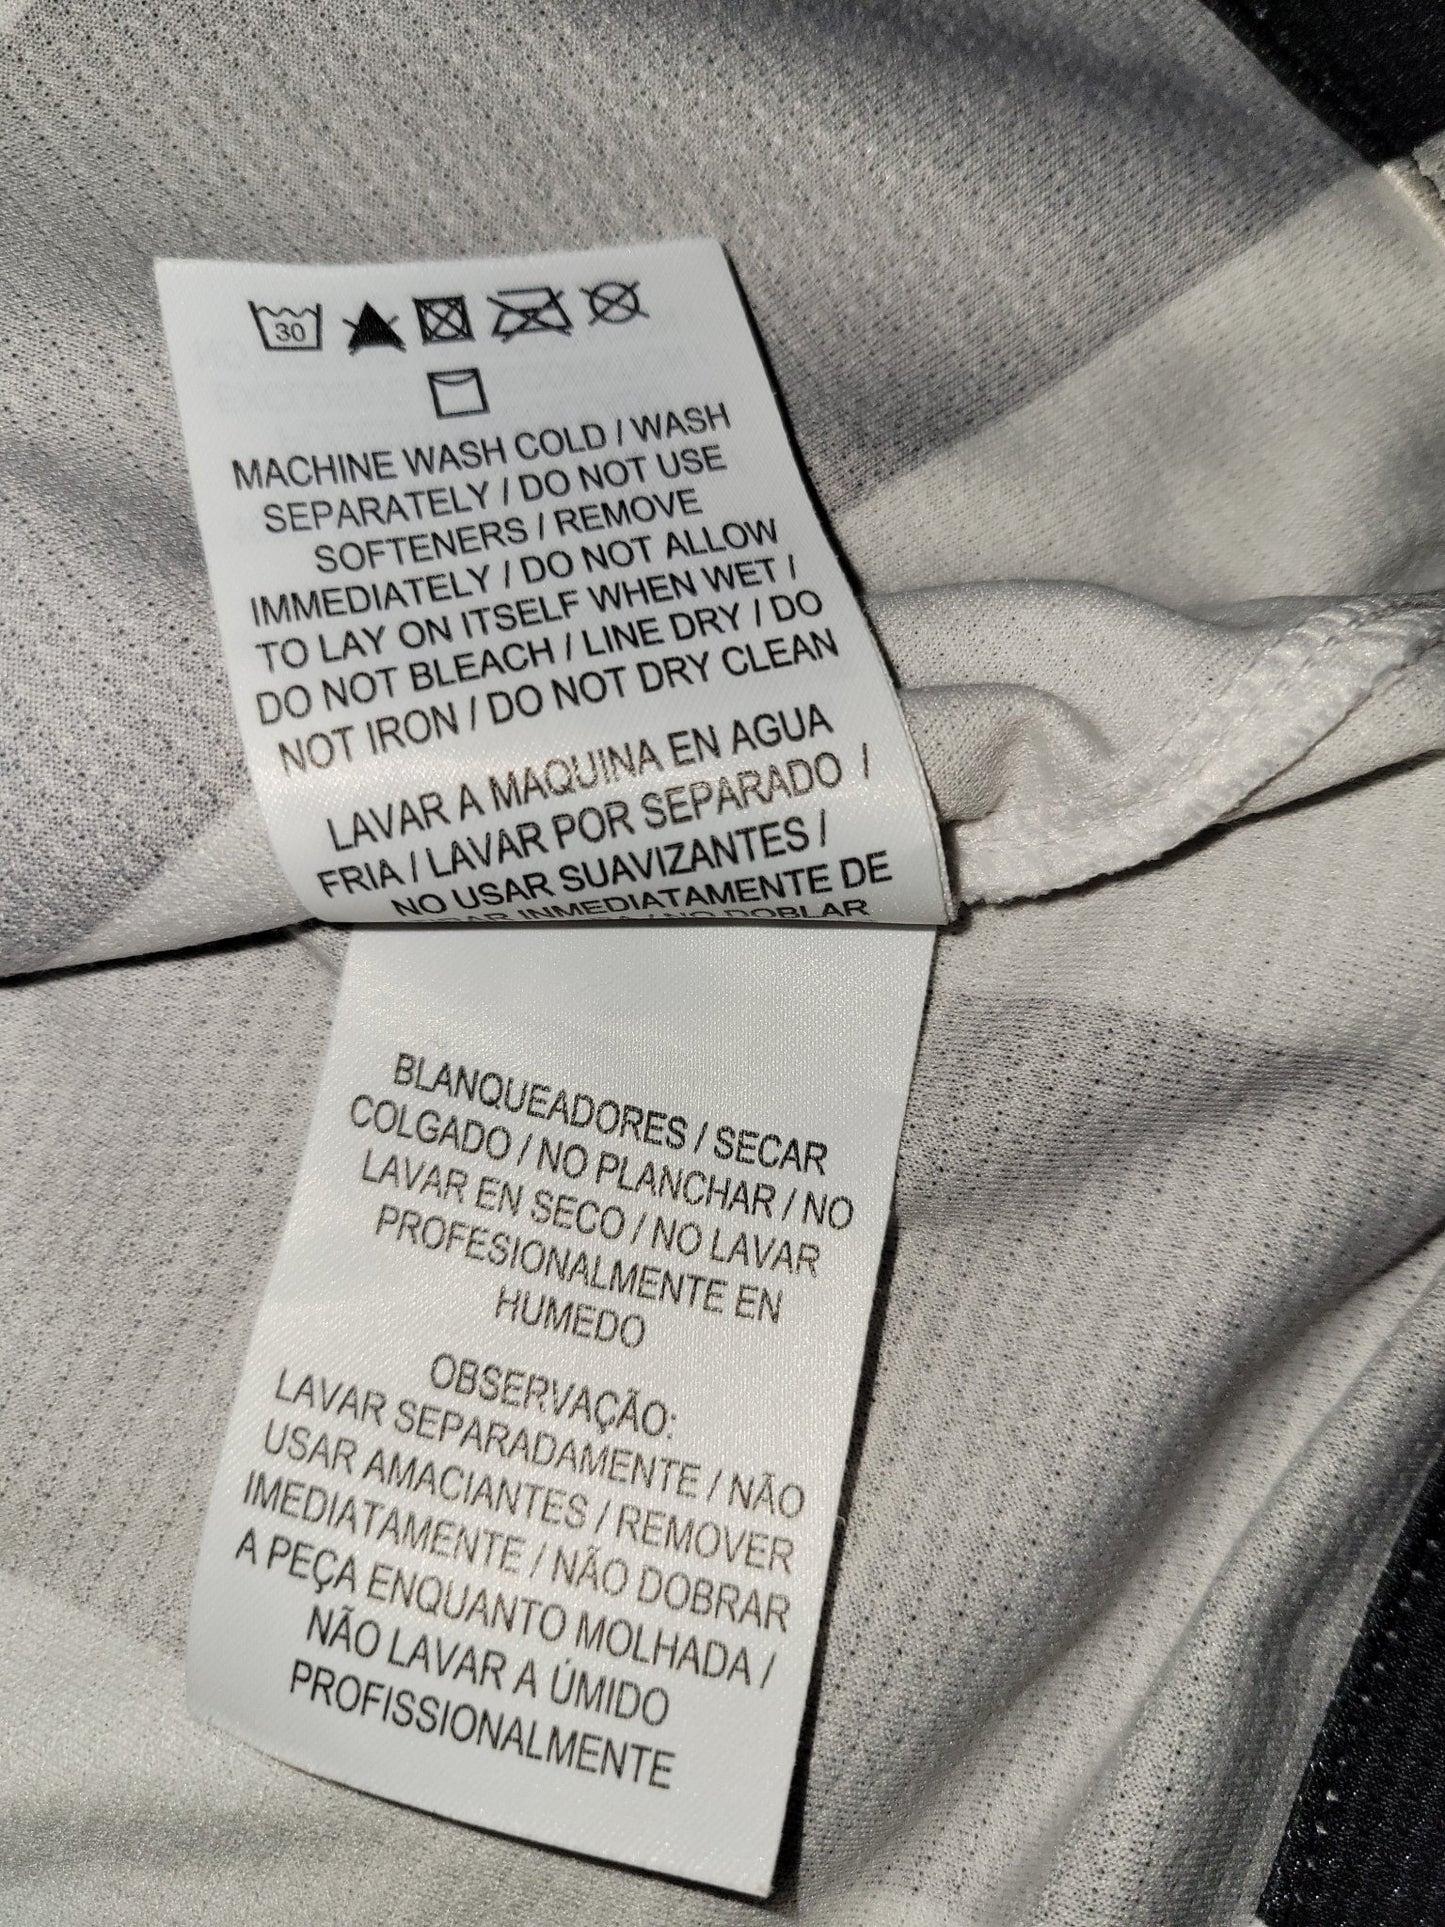 30
MACHINE WASH COLD / WASH
SEPARATELY / DO NOT USE
SOFTENERS / REMOVE
IMMEDIATELY / DO NOT ALLOW
TO LAY ON ITSELF WHEN WET /
DO NOT BLEACH / LINE DRY / DO
NOT IRON / DO NOT DRY CLEAN
LAVAR A MAQUINA EN AGUA
FRIA / LAVAR POR SEPARADO /
NO USAR SUAVIZANTES /
INMEDIATAMENTE DE
/ NO DOBLAR
BLANQUEADORES / SECAR
COLGADO / NO PLANCHAR / NO
LAVAR EN SECO / NO LAVAR
PROFESIONALMENTE EN
HUMEDO
OBSERVAÇÃO:
LAVAR SEPARADAMENTE / NÃO
USAR AMACIANTES / REMOVER
IMEDIATAMENTE / NÃO DOBRAR
A PEÇA ENQUANTO MOLHADA /
NÃO LAVAR A ÚMIDO
PROFISSIONALMENTE